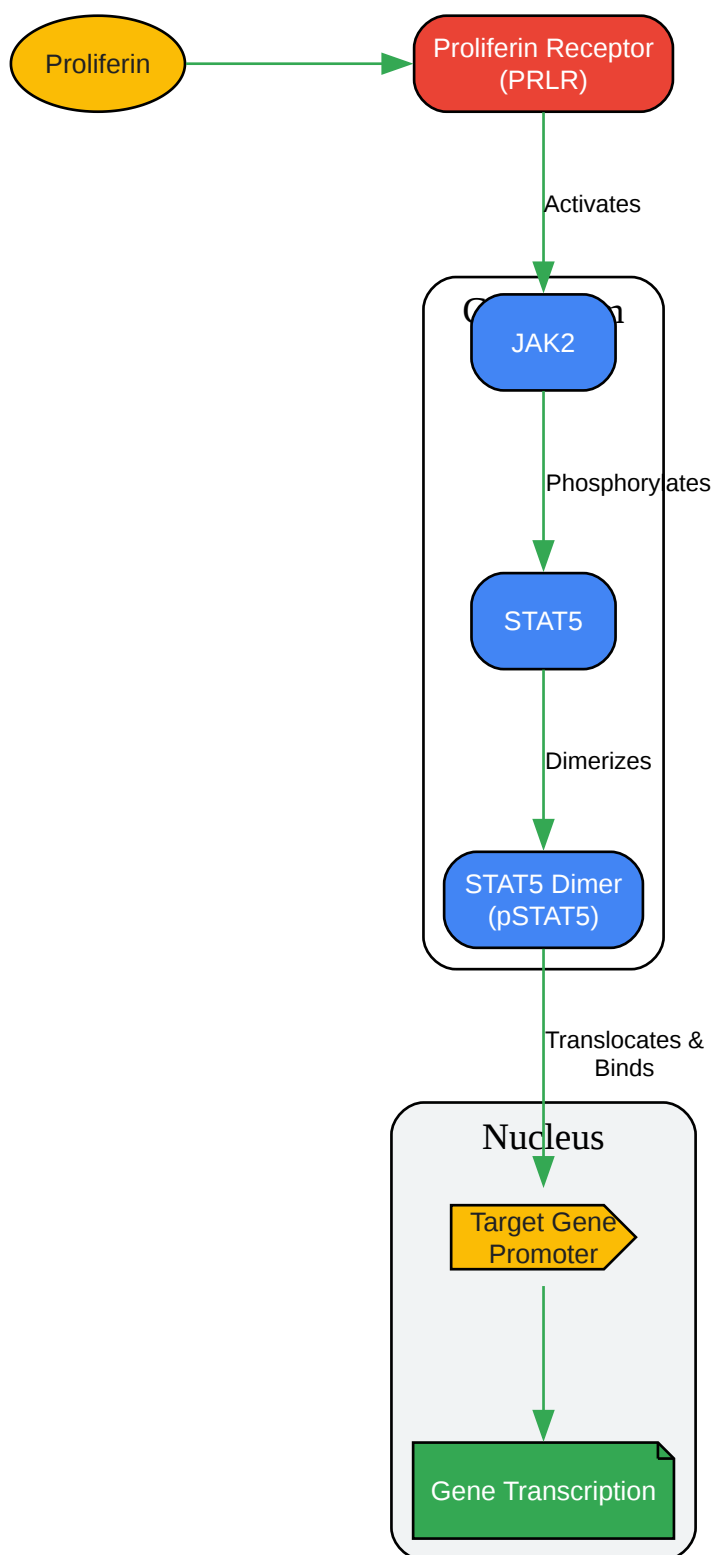 Proliferin
Proliferin Receptor
(PRLR)
Activates
JAK2
Phosphorylates
STAT5
Dimerizes
STAT5 Dimer
(pSTAT5)
Translocates &
Binds
Nucleus
Target Gene
Promoter
Gene Transcription